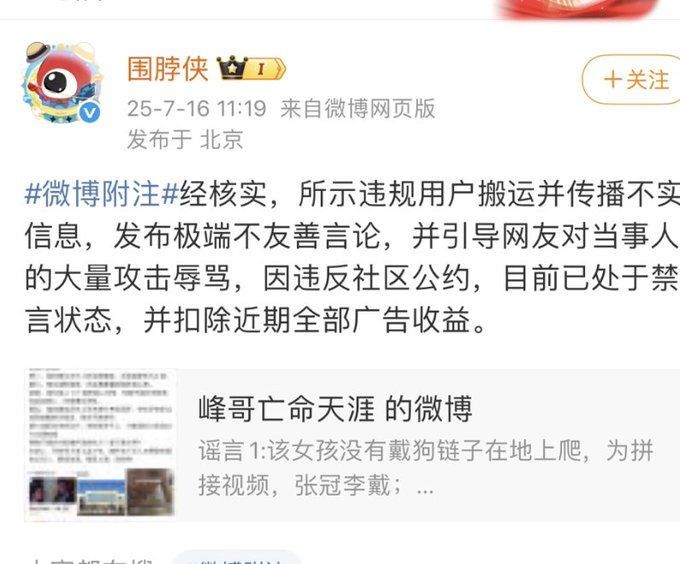 围脖侠
I
+关注
25-7-16 11:19 来自微博网页版
发布于 北京
#微博附注#经核实，所示违规用户搬运并传播不实
信息，发布极端不友善言论，并引导网友对当事人
的大量攻击辱骂，因违反社区公约，目前已处于禁
言状态，并扣除近期全部广告收益。
峰哥亡命天涯 的微博
谣言1:该女孩没有戴狗链子在地上爬，为拼
接视频，张冠李戴；...